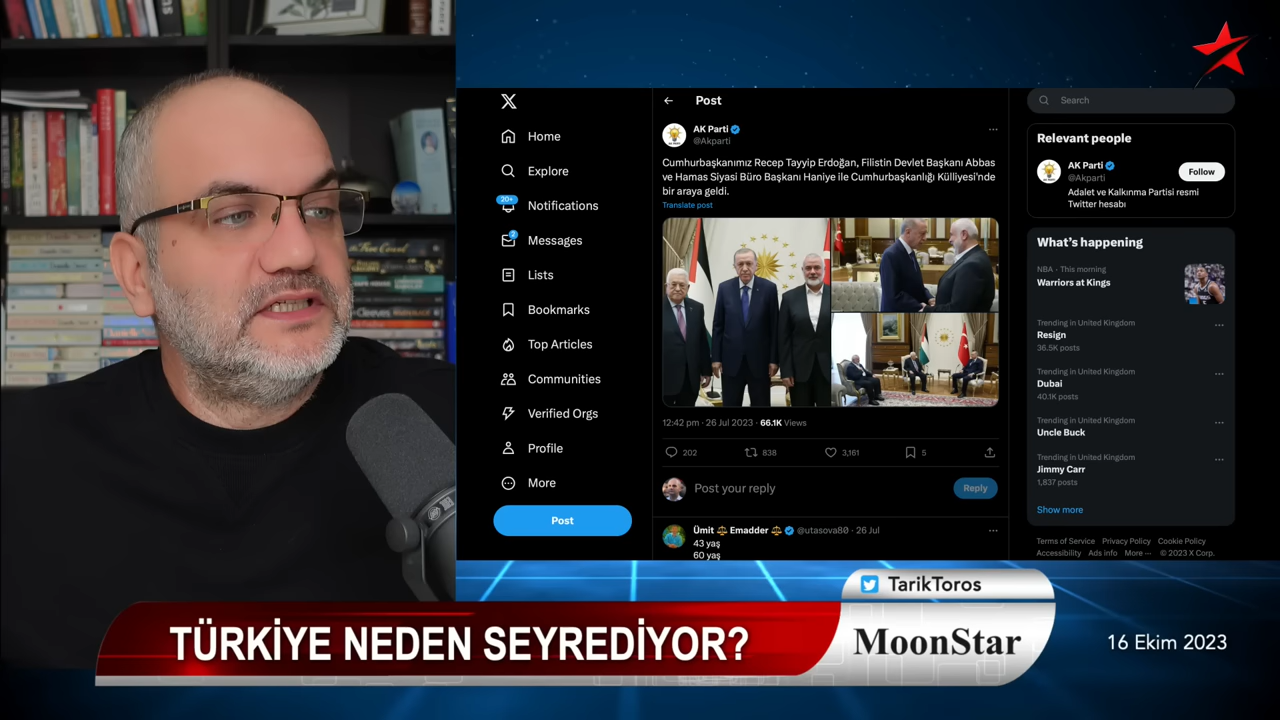 X
Home
Explore
20+
Notifications
2
Messages
Lists
Bookmarks
Top Articles
Communities
Verified Orgs
Profile
More
Post
Post
AK Parti
@Akparti
Cumhurbaşkanımız Recep Tayyip Erdoğan, Filistin Devlet Başkanı Abbas
ve Hamas Siyasi Büro Başkanı Haniye ile Cumhurbaşkanlığı Külliyesi'nde
bir araya geldi.
Translate post
12:42 pm · 26 Jul 2023 · 66.1K Views
202 838 3,161 5
Post your reply
Reply
Ümit Emadder @utasova80 · 26 Jul
43 yaş
60 yaş
Search
Relevant people
AK Parti
@Akparti
Follow
Adalet ve Kalkınma Partisi resmi
Twitter hesabı
What's happening
NBA · This morning
Warriors at Kings
Trending in United Kingdom
Resign
36.5K posts
Trending in United Kingdom
Dubai
40.1K posts
Trending in United Kingdom
Uncle Buck
Trending in United Kingdom
Jimmy Carr
1,837 posts
Show more
Terms of Service Privacy Policy Cookie Policy
Accessibility Ads info More ··· © 2023 X Corp.
TarikToros
TÜRKİYE NEDEN SEYREDİYOR?
MoonStar
16 Ekim 2023